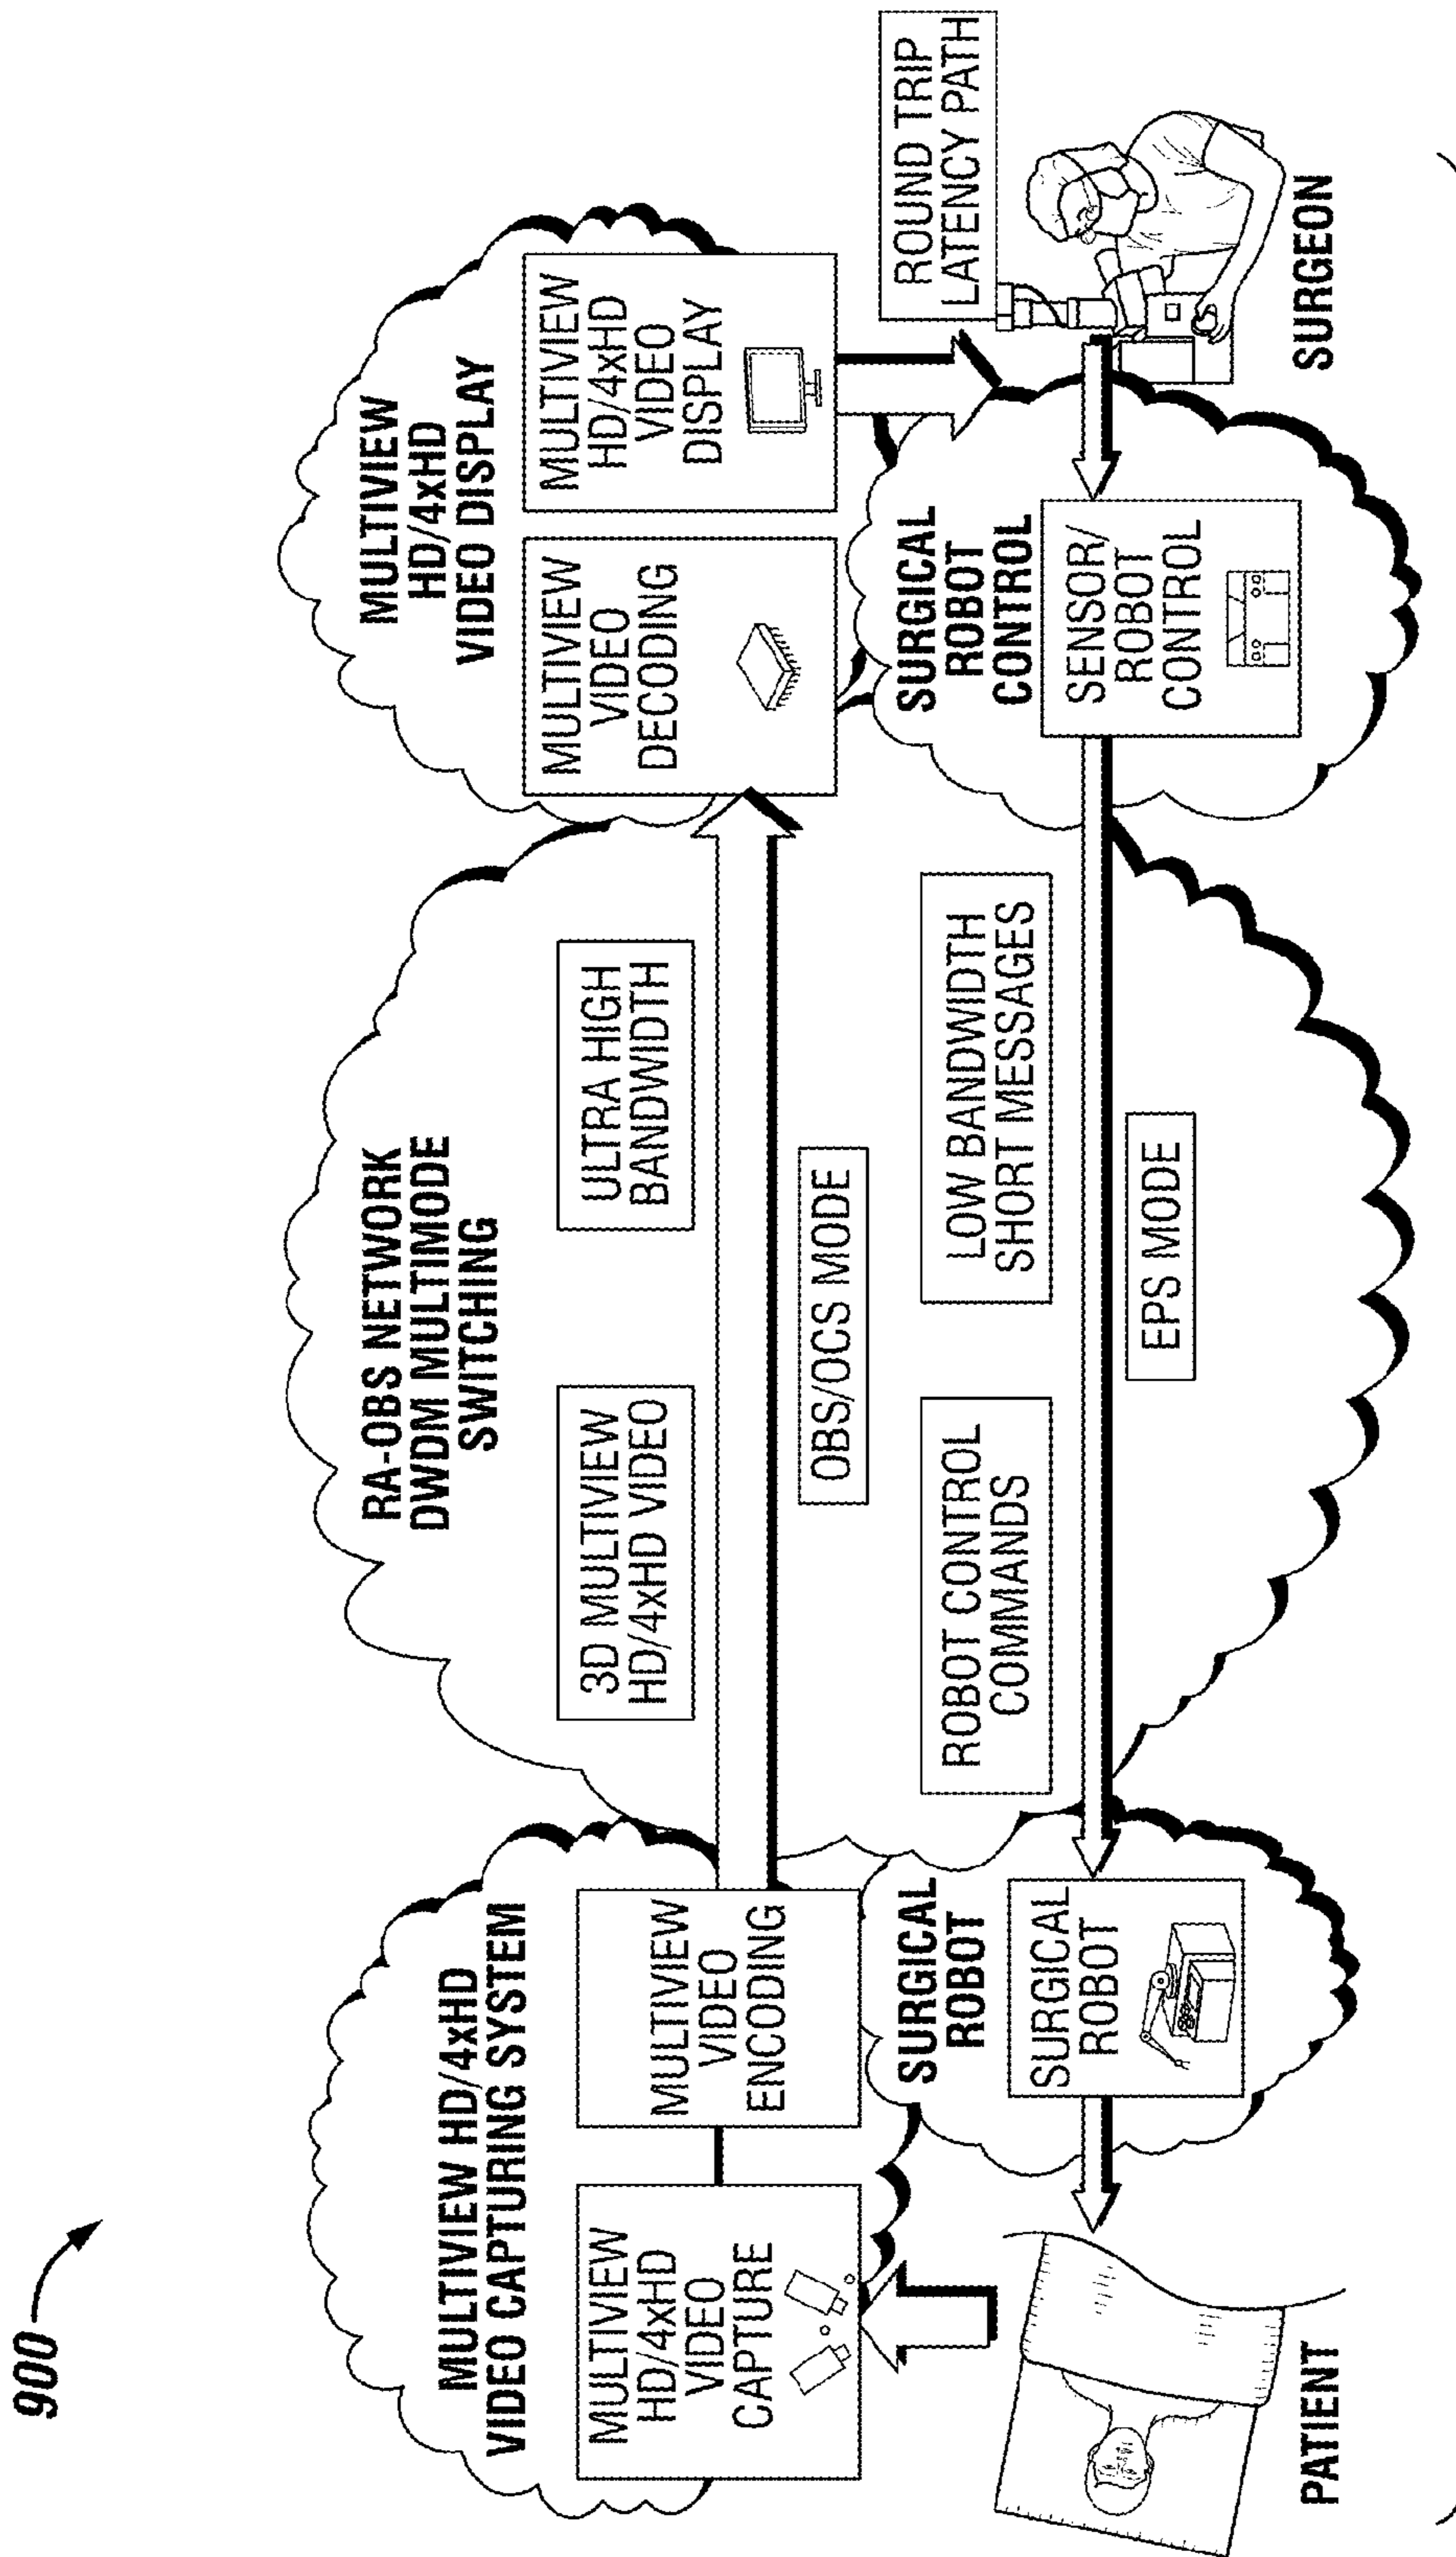 900
MULTIVIEW HD/4xHD
VIDEO CAPTURING SYSTEM
MULTIVIEW
HD/4xHD
VIDEO
CAPTURE
MULTIVIEW
VIDEO
ENCODING
RA-OBS NETWORK
DWDM MULTIMODE
SWITCHING
3D MULTIVIEW
HD/4xHD VIDEO
ULTRA HIGH
BANDWIDTH
OBS/OCS MODE
MULTIVIEW
HD/4xHD
VIDEO DISPLAY
MULTIVIEW
VIDEO
DECODING
MULTIVIEW
HD/4xHD
VIDEO
DISPLAY
PATIENT
SURGICAL
ROBOT
SURGICAL
ROBOT
ROBOT CONTROL
COMMANDS
LOW BANDWIDTH
SHORT MESSAGES
EPS MODE
SURGICAL
ROBOT
CONTROL
SENSOR/
ROBOT
CONTROL
ROUND TRIP
LATENCY PATH
SURGEON